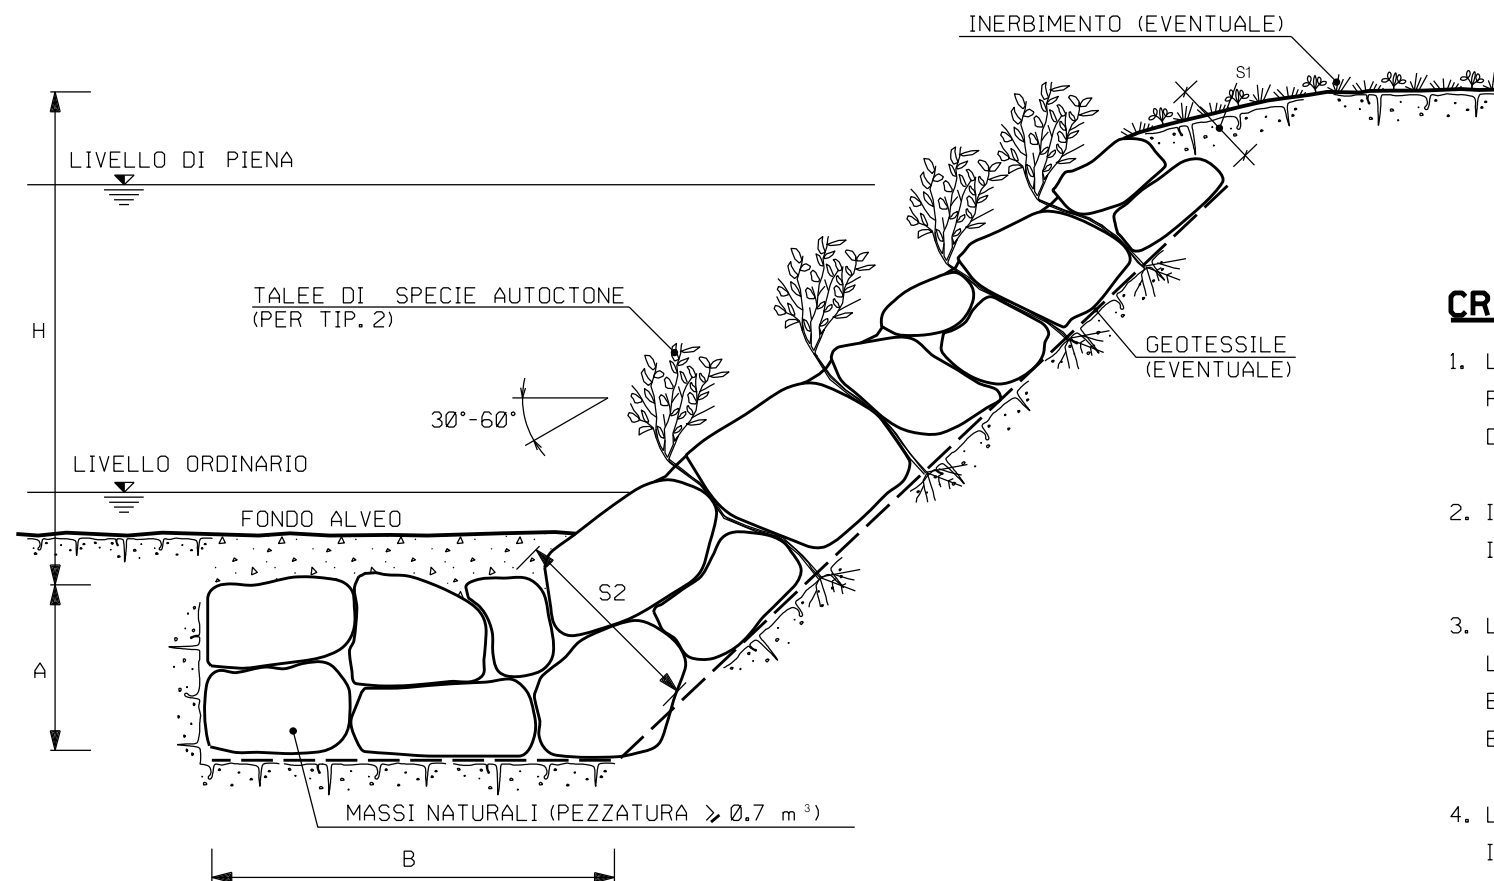 INERBIMENTO (EVENTUALE)
S1
LIVELLO DI PIENA
TALEE DI SPECIE AUTOCTONE
(PER TIP. 2)
H
GEOTESSILE
(EVENTUALE)
30°-60°
LIVELLO ORDINARIO
FONDO ALVEO
S2
A
MASSI NATURALI (PEZZATURA ≥ 0.7 m³)
B
CR
1. L
F
D
2. I
I
3. L
L
E
E
4. L
I